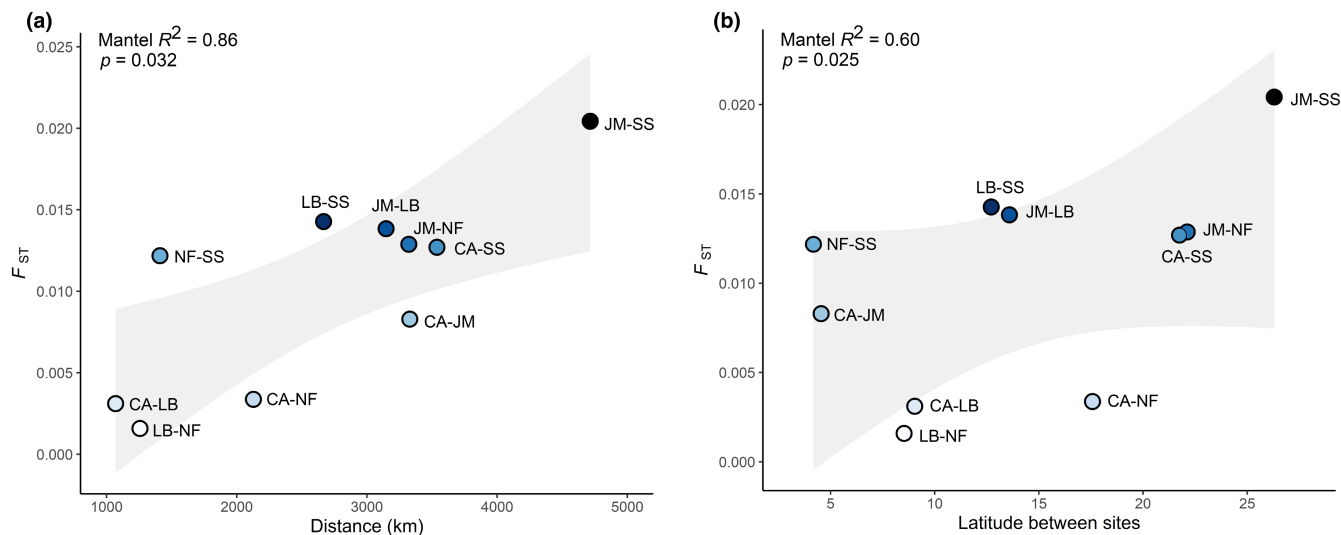 (a)
Mantel R2 = 0.86
p = 0.032
0.025
0.020
0.015
0.010
0.005
0.000
F ST
JM-SS
LB-SS
JM-LB
JM-NF
CA-SS
NF-SS
CA-JM
CA-NF
CA-LB
LB-NF
1000 2000 3000 4000 5000
Distance (km)
(b)
Mantel R2 = 0.60
p = 0.025
0.020
0.015
0.010
0.005
0.000
F ST
JM-SS
LB-SS
JM-LB
JM-NF
NF-SS
CA-SS
CA-JM
CA-NF
CA-LB
LB-NF
5 10 15 20 25
Latitude between sites